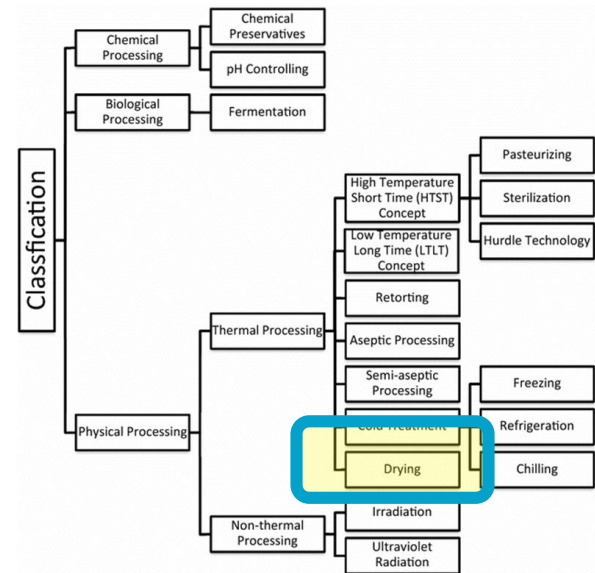 Classfication
Chemical
Processing
Chemical
Preservatives
pH Controlling
Biological
Processing
Fermentation
Physical Processing
Thermal Processing
High Temperature
Short Time (HTST)
Concept
Pasteurizing
Sterilization
Hurdle Technology
Low Temperature
Long Time (LTLT)
Concept
Retorting
Aseptic Processing
Semi-aseptic
Processing
Cold Treatment
Freezing
Refrigeration
Chilling
Drying
Non-thermal
Processing
Irradiation
Ultraviolet
Radiation